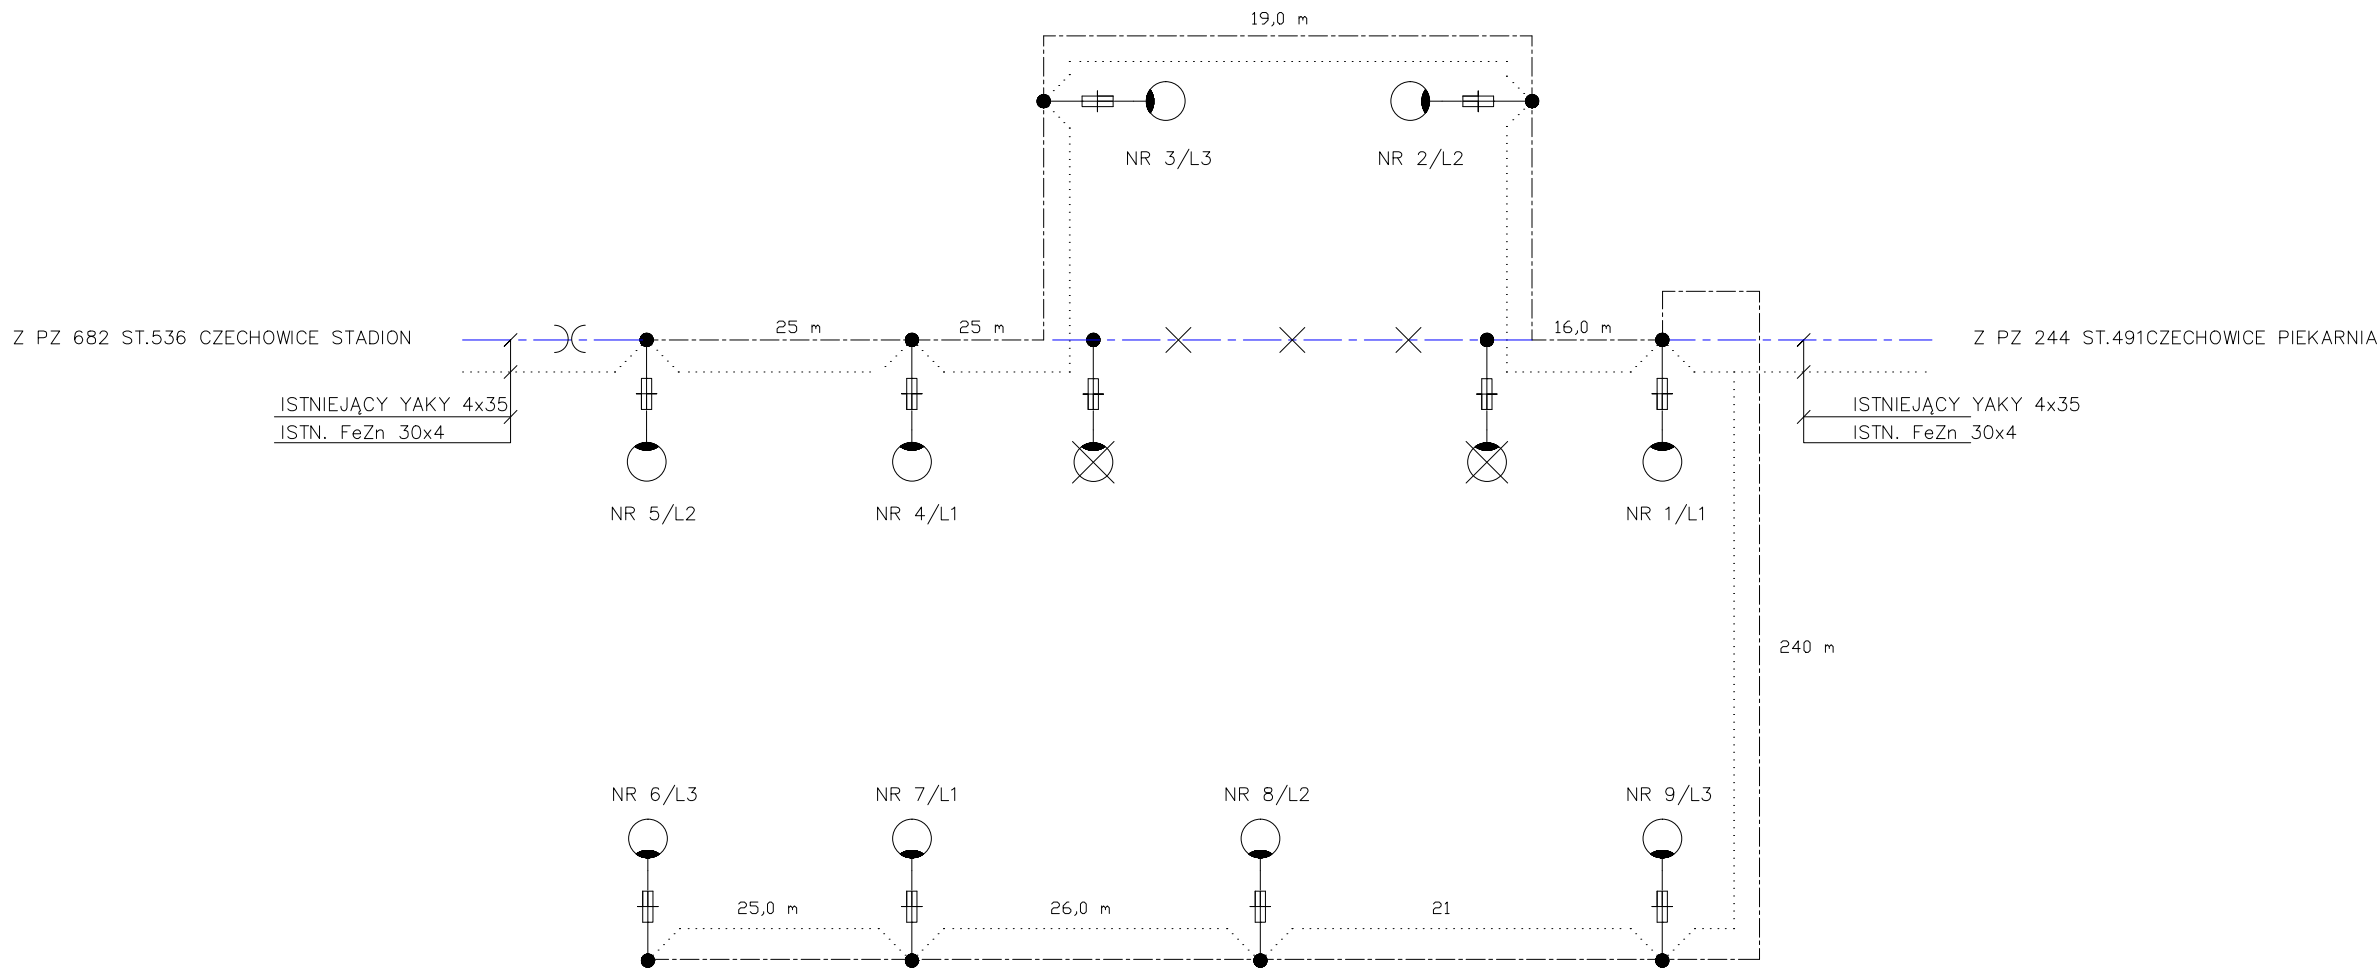 19,0 m
NR 3/L3
NR 2/L2
Z PZ 682 ST.536 CZECHOWICE STADION
25 m
25 m
16,0 m
Z PZ 244 ST.491CZECHOWICE PIEKARNIA
ISTNIEJĄCY YAKY 4x35
ISTN. FeZn 30x4
ISTNIEJĄCY YAKY 4x35
ISTN. FeZn 30x4
NR 5/L2
NR 4/L1
NR 1/L1
240 m
NR 6/L3
NR 7/L1
NR 8/L2
NR 9/L3
25,0 m
26,0 m
21